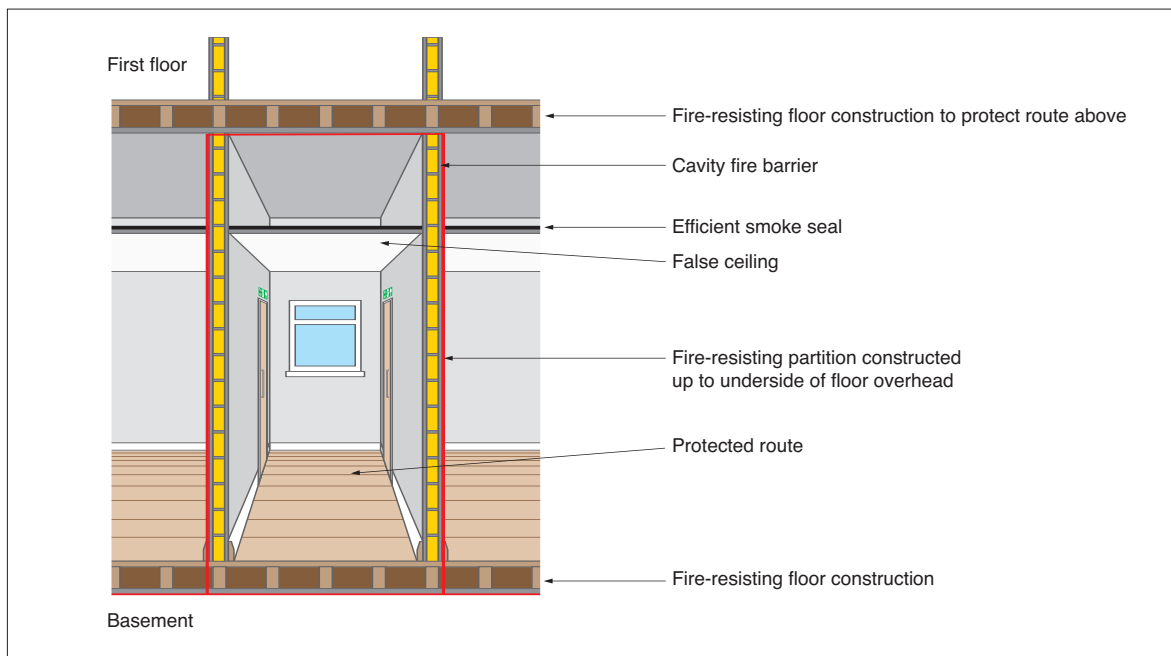 First floor
Fire-resisting floor construction to protect route above
Cavity fire barrier
Efficient smoke seal
False ceiling
Fire-resisting partition constructed
up to underside of floor overhead
Protected route
Fire-resisting floor construction
Basement